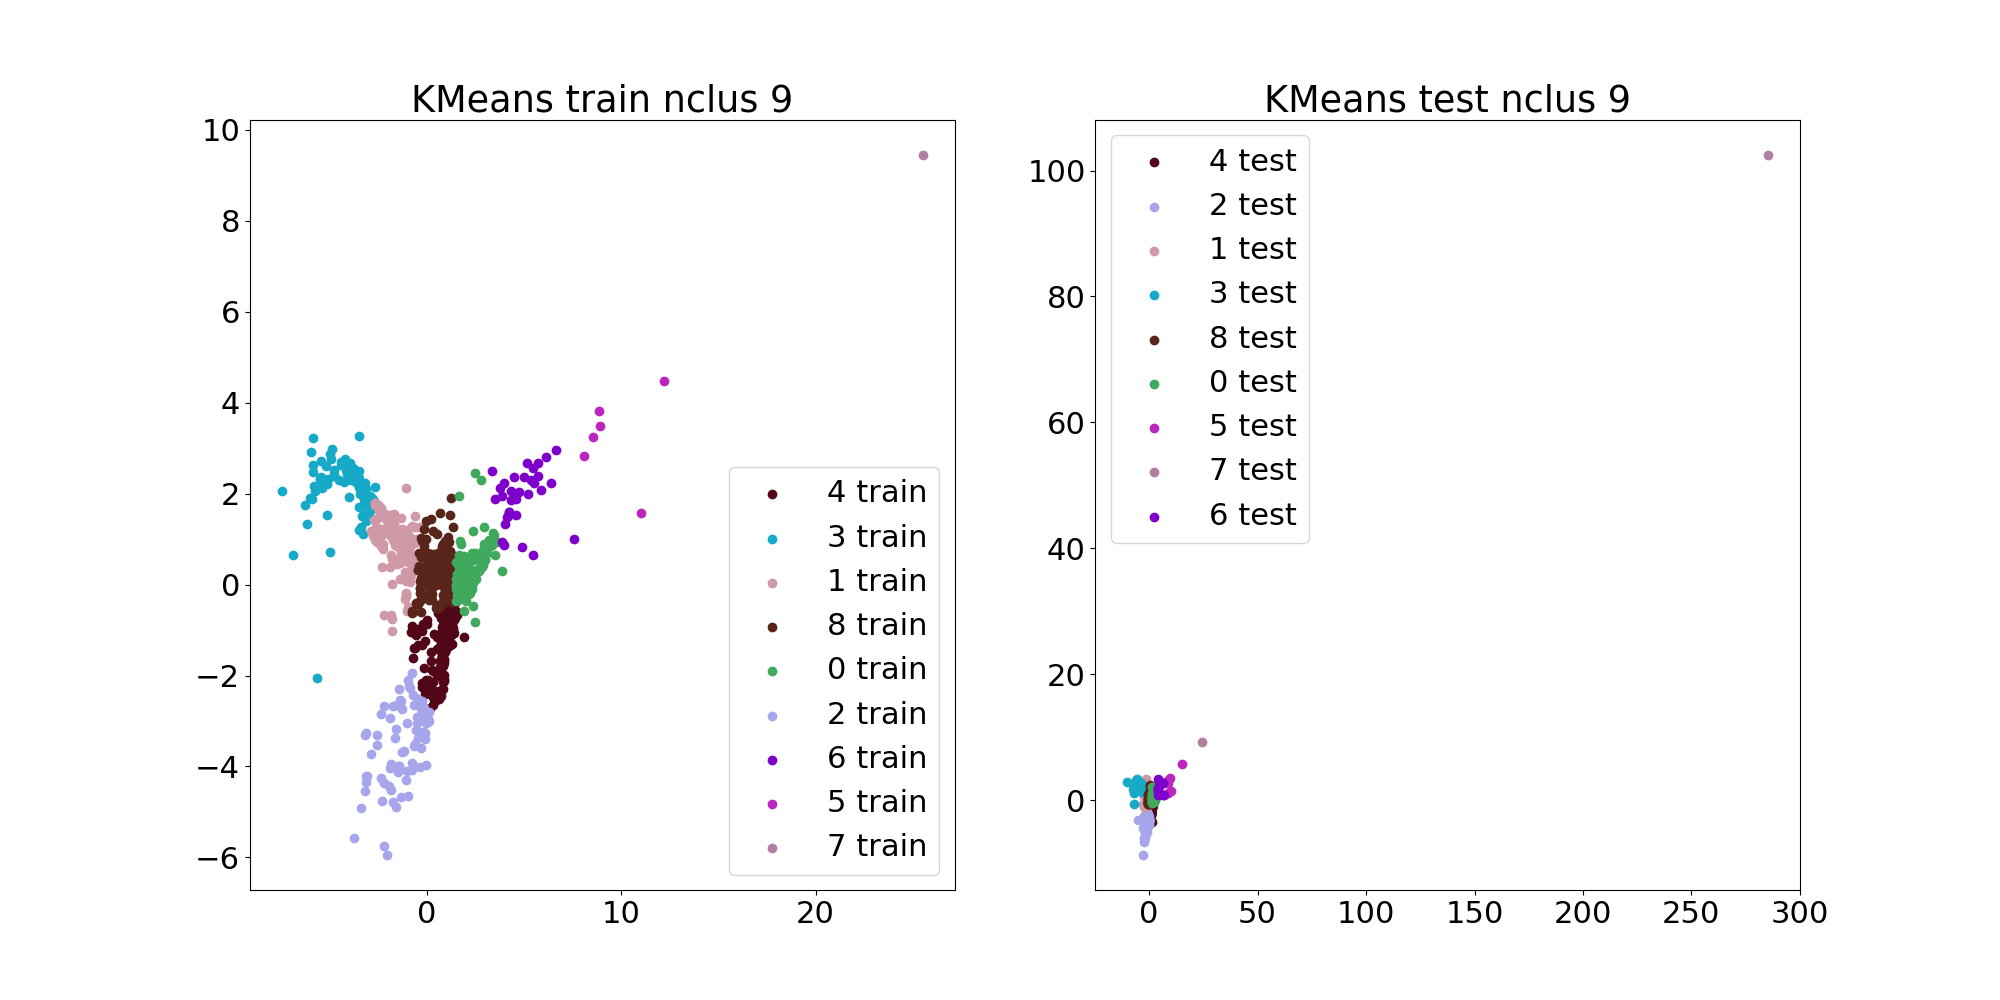 KMeans train nclus 9
10
8
6
4
2
0
−2
−4
−6
0
10
20
4 train
3 train
1 train
8 train
0 train
2 train
6 train
5 train
7 train
KMeans test nclus 9
100
80
60
40
20
0
0
50
100
150
200
250
300
4 test
2 test
1 test
3 test
8 test
0 test
5 test
7 test
6 test